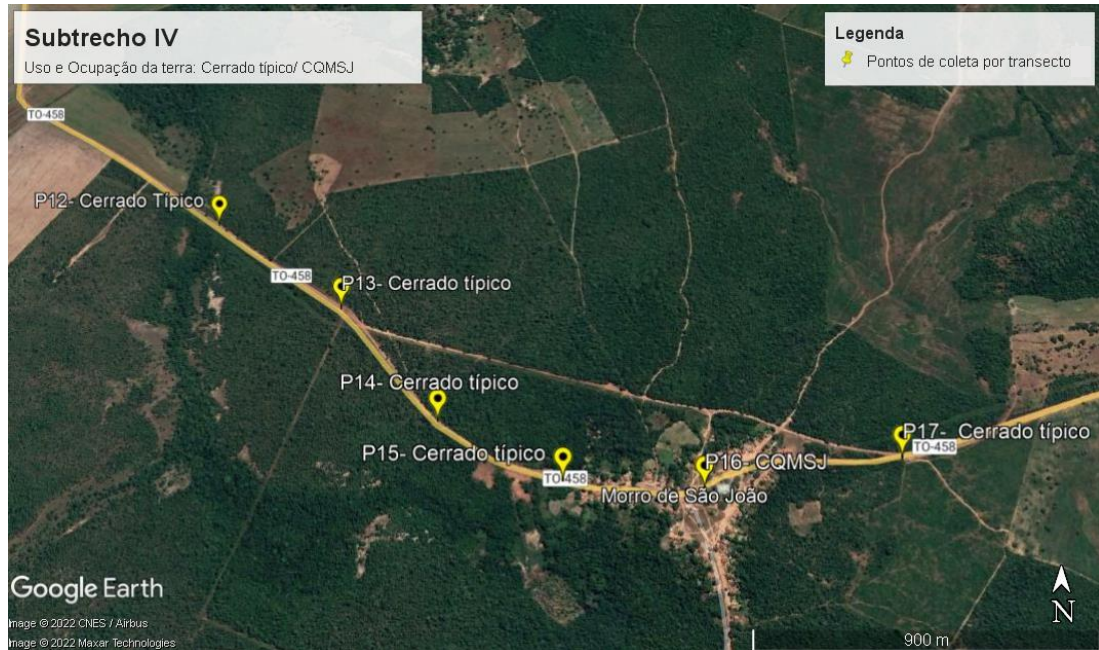 Subtrecho IV
Uso e Ocupação da terra: Cerrado típico/ CQMSJ
Legenda
Pontos de coleta por transecto
TO-458
P12- Cerrado Típico
TO-458
P13- Cerrado típico
P14- Cerrado típico
P15- Cerrado típico
TO-458
P16- CQMSJ
Morro de São João
P17- Cerrado típico
TO-458
Google Earth
mage © 2022 CNES / Airbus
mage © 2022 Maxar Technologies
N
900 m